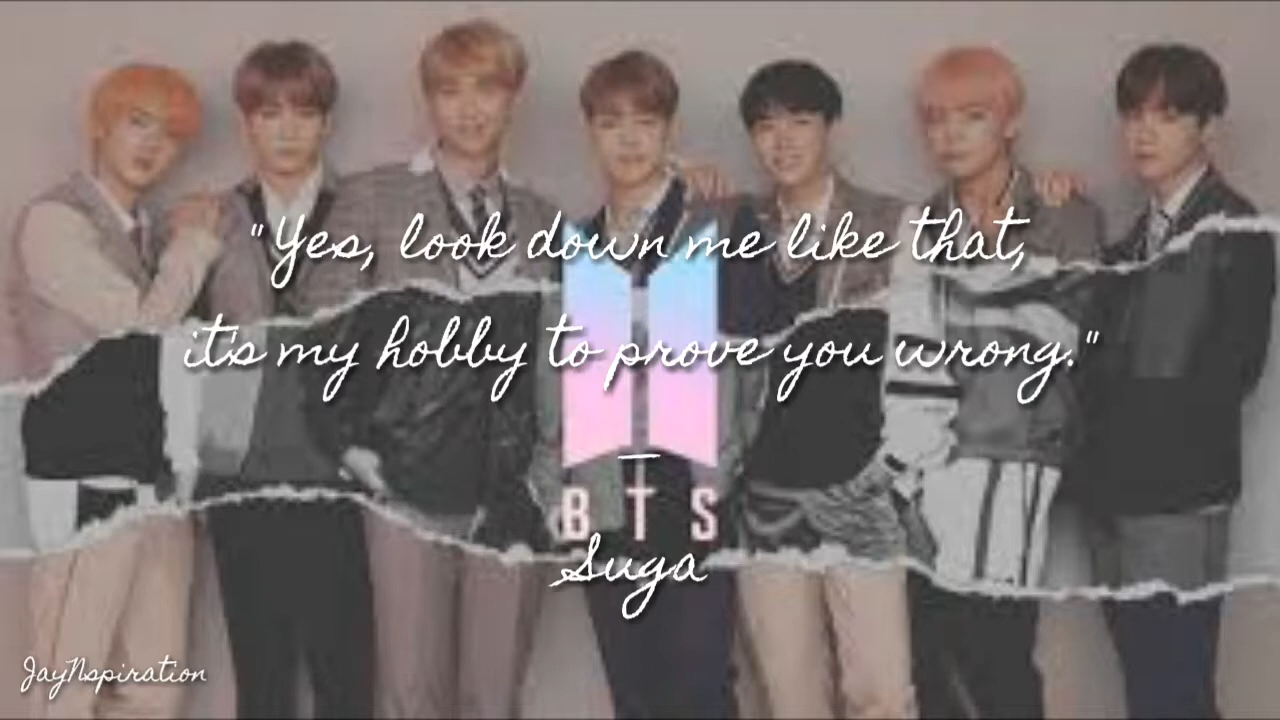 "Yes, look down me like that,
it's my hobby to prove you wrong."
—
BTS
Suga
JayNspiration